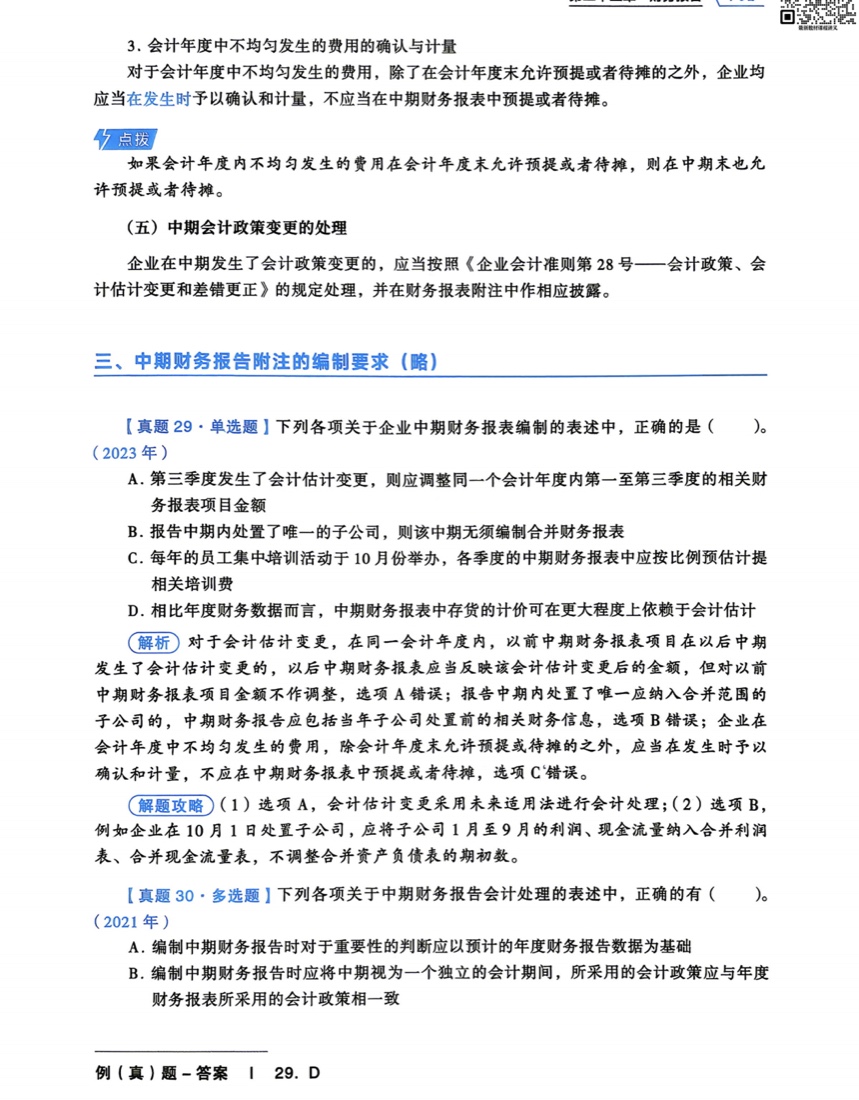 3. 会计年度中不均匀发生的费用的确认与计量
对于会计年度中不均匀发生的费用，除了在会计年度末允许预提或者待摊的之外，企业均
应当在发生时予以确认和计量，不应当在中期财务报表中预提或者待摊。
点拨
如果会计年度内不均匀发生的费用在会计年度末允许预提或者待摊，则在中期末也允
许预提或者待摊。
（五）中期会计政策变更的处理
企业在中期发生了会计政策变更的，应当按照《企业会计准则第 28 号——会计政策、会
计估计变更和差错更正》的规定处理，并在财务报表附注中作相应披露。
三、中期财务报告附注的编制要求（略）
【真题 29·单选题】下列各项关于企业中期财务报表编制的表述中，正确的是（　　）。
（2023 年）
A. 第三季度发生了会计估计变更，则应调整同一个会计年度内第一至第三季度的相关财
务报表项目金额
B. 报告中期内处置了唯一的子公司，则该中期无须编制合并财务报表
C. 每年的员工集中培训活动于 10 月份举办，各季度的中期财务报表中应按比例预估计提
相关培训费
D. 相比年度财务数据而言，中期财务报表中存货的计价可在更大程度上依赖于会计估计
解析 对于会计估计变更，在同一会计年度内，以前中期财务报表项目在以后中期
发生了会计估计变更的，以后中期财务报表应当反映该会计估计变更后的金额，但对以前
中期财务报表项目金额不作调整，选项 A 错误；报告中期内处置了唯一应纳入合并范围的
子公司的，中期财务报告应包括当年子公司处置前的相关财务信息，选项 B 错误；企业在
会计年度中不均匀发生的费用，除会计年度末允许预提或待摊的之外，应当在发生时予以
确认和计量，不应在中期财务报表中预提或者待摊，选项 C 错误。
解题攻略（1）选项 A，会计估计变更采用未来适用法进行会计处理；（2）选项 B，
例如企业在 10 月 1 日处置子公司，应将子公司 1 月至 9 月的利润、现金流量纳入合并利润
表、合并现金流量表，不调整合并资产负债表的期初数。
【真题 30·多选题】下列各项关于中期财务报告会计处理的表述中，正确的有（　　）。
（2021 年）
A. 编制中期财务报告时对于重要性的判断应以预计的年度财务报告数据为基础
B. 编制中期财务报告时应将中期视为一个独立的会计期间，所采用的会计政策应与年度
财务报表所采用的会计政策相一致
例（真）题－答案 | 29. D